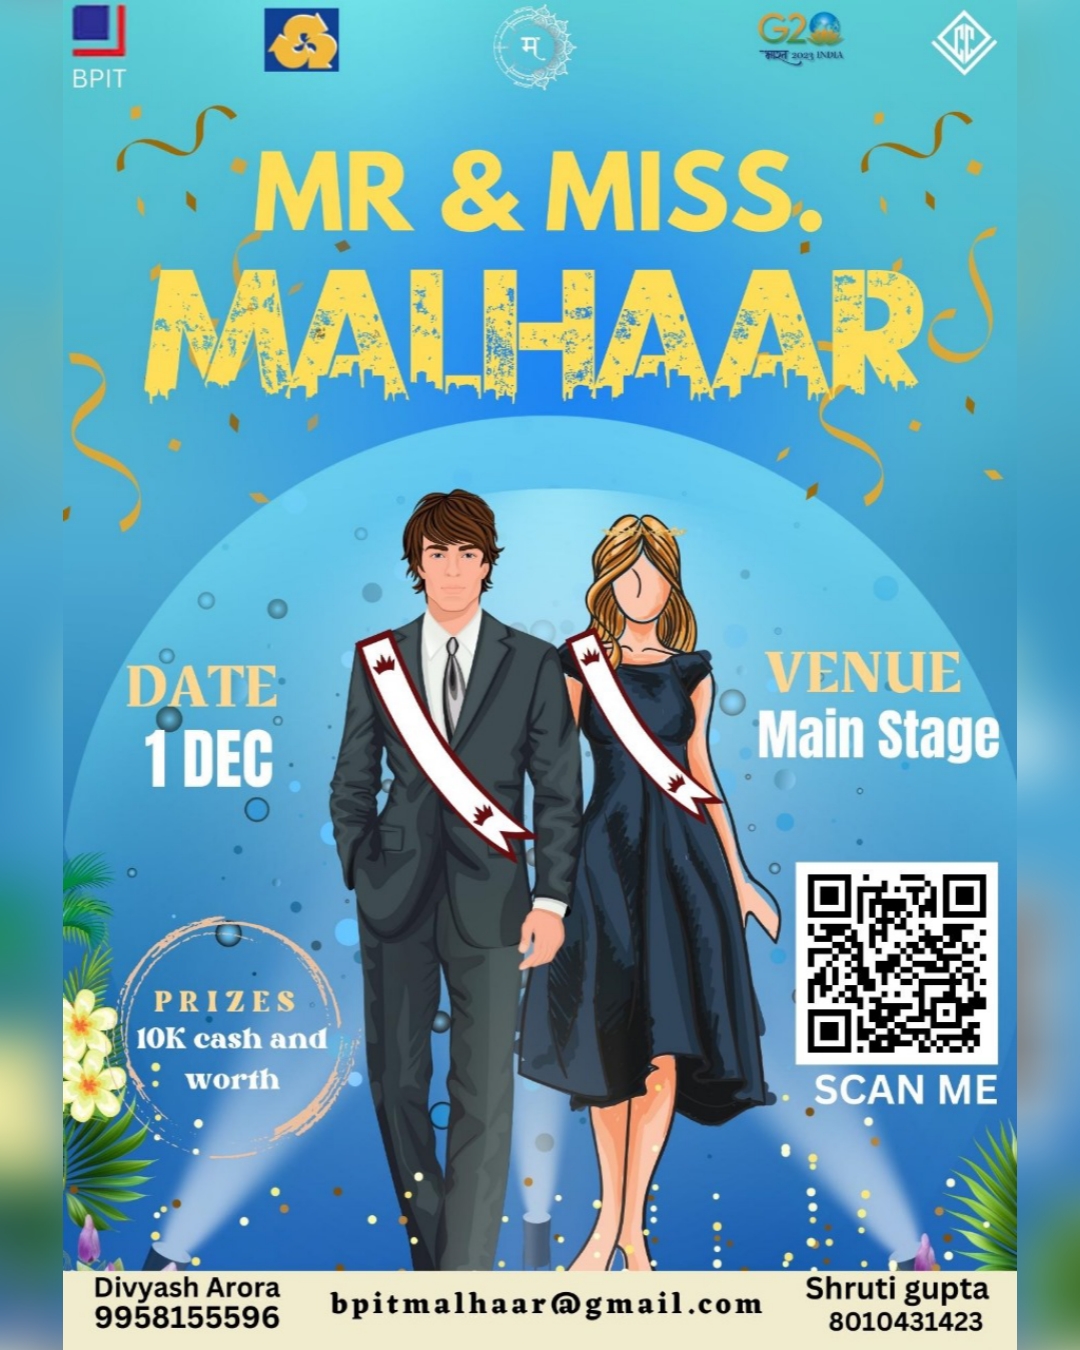 BPIT
म
G20
भारत 2023 INDIA
CC
MR & MISS.
MALHAAR
DATE
1 DEC
VENUE
Main Stage
PRIZES
10K cash and
worth
SCAN ME
Divyash Arora
9958155596
bpitmalhaar@gmail.com
Shruti gupta
8010431423